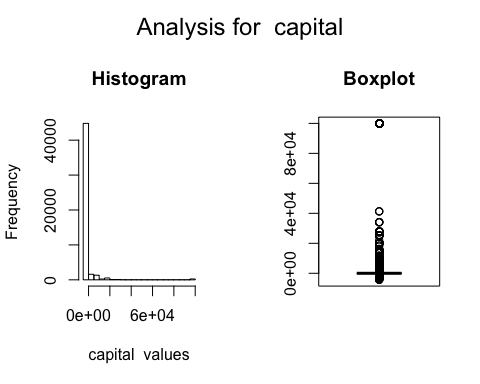 Analysis for  capital
Histogram
Frequency
40000
20000
0
0e+00
6e+04
capital  values
Boxplot
8e+04
4e+04
0e+00